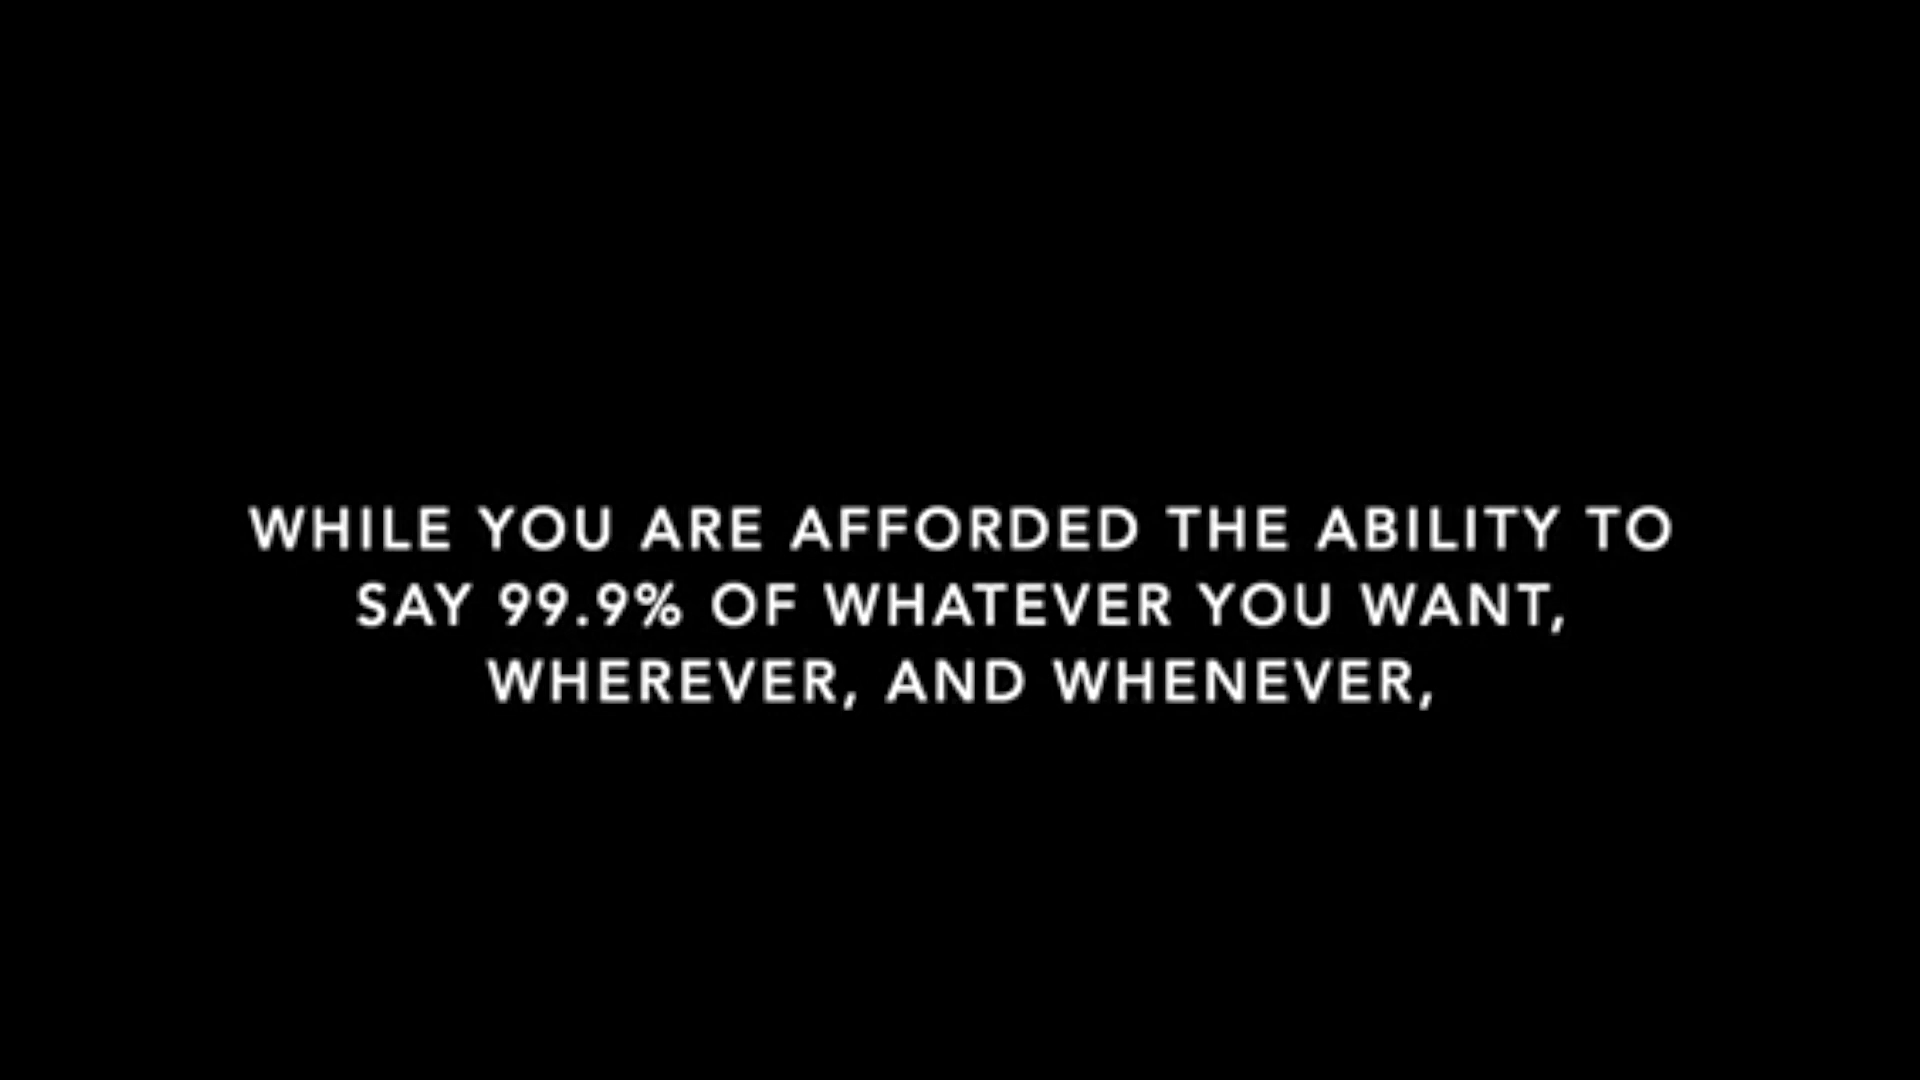 WHILE YOU ARE AFFORDED THE ABILITY TO
SAY 99.9% OF WHATEVER YOU WANT,
WHEREVER, AND WHENEVER,